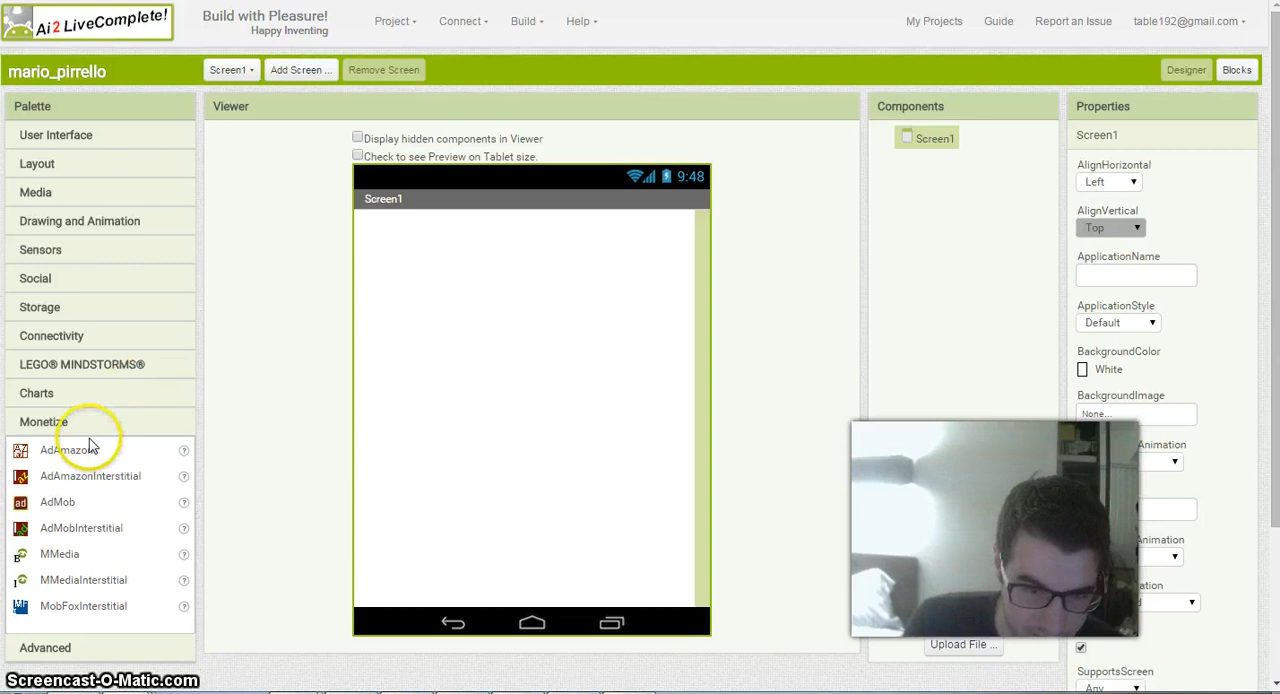 Ai2 LiveComplete!
Build with Pleasure!
Happy Inventing
Project
Connect
Build
Help
My Projects
Guide
Report an Issue
table192@gmail.com
mario_pirrello
Screen1
Add Screen ...
Remove Screen
Designer
Blocks
Palette
User Interface
Layout
Media
Drawing and Animation
Sensors
Social
Storage
Connectivity
LEGO® MINDSTORMS®
Charts
Monetize
AdAmazon
AdAmazonInterstitial
AdMob
AdMobInterstitial
MMedia
MMediaInterstitial
MobFoxInterstitial
Advanced
Viewer
Display hidden components in Viewer
Check to see Preview on Tablet size.
9:48
Screen1
Components
Screen1
Upload File ...
Properties
Screen1
AlignHorizontal
Left
AlignVertical
Top
ApplicationName
ApplicationStyle
Default
BackgroundColor
White
BackgroundImage
None...
Animation
Animation
SupportsScreen
Any
Screencast-O-Matic.com